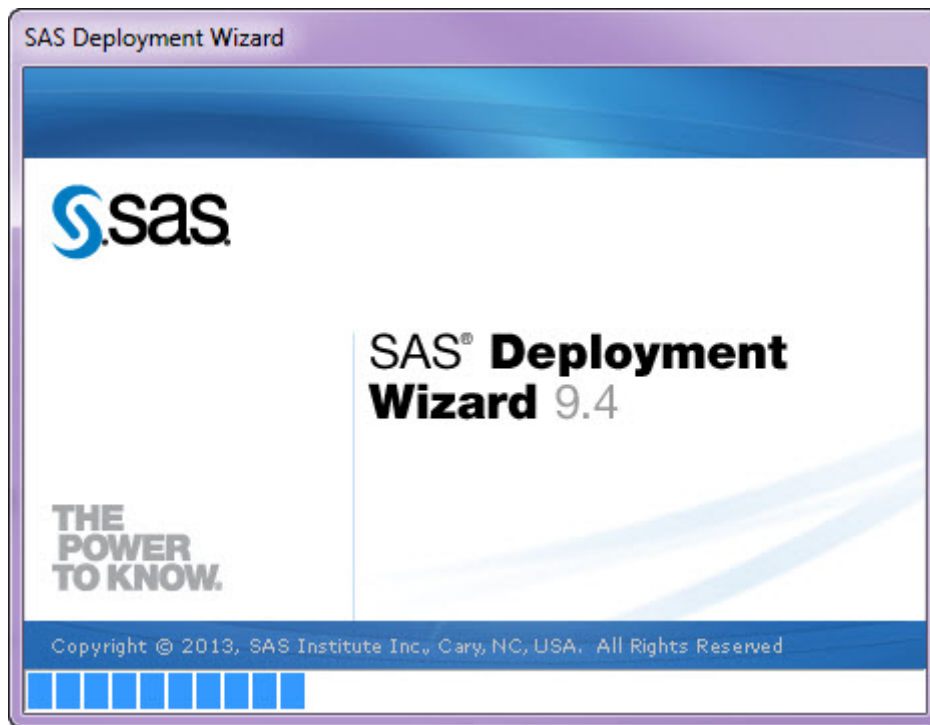 SAS Deployment Wizard
sas
SAS® Deployment
Wizard 9.4
THE
POWER
TO KNOW.
Copyright © 2013, SAS Institute Inc., Cary, NC, USA. All Rights Reserved